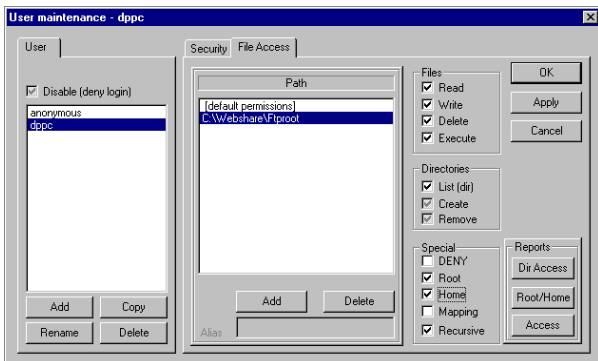 User maintenance - dppc
User
Disable (deny login)
anonymous
dppc
Add
Copy
Rename
Delete
Security
File Access
Path
[default permissions]
C:\Webshare\Ftproot
Add
Delete
Alias
Files
Read
Write
Delete
Execute
Directories
List (dir)
Create
Remove
Special
DENY
Root
Home
Mapping
Recursive
OK
Apply
Cancel
Reports
Dir Access
Root/Home
Access